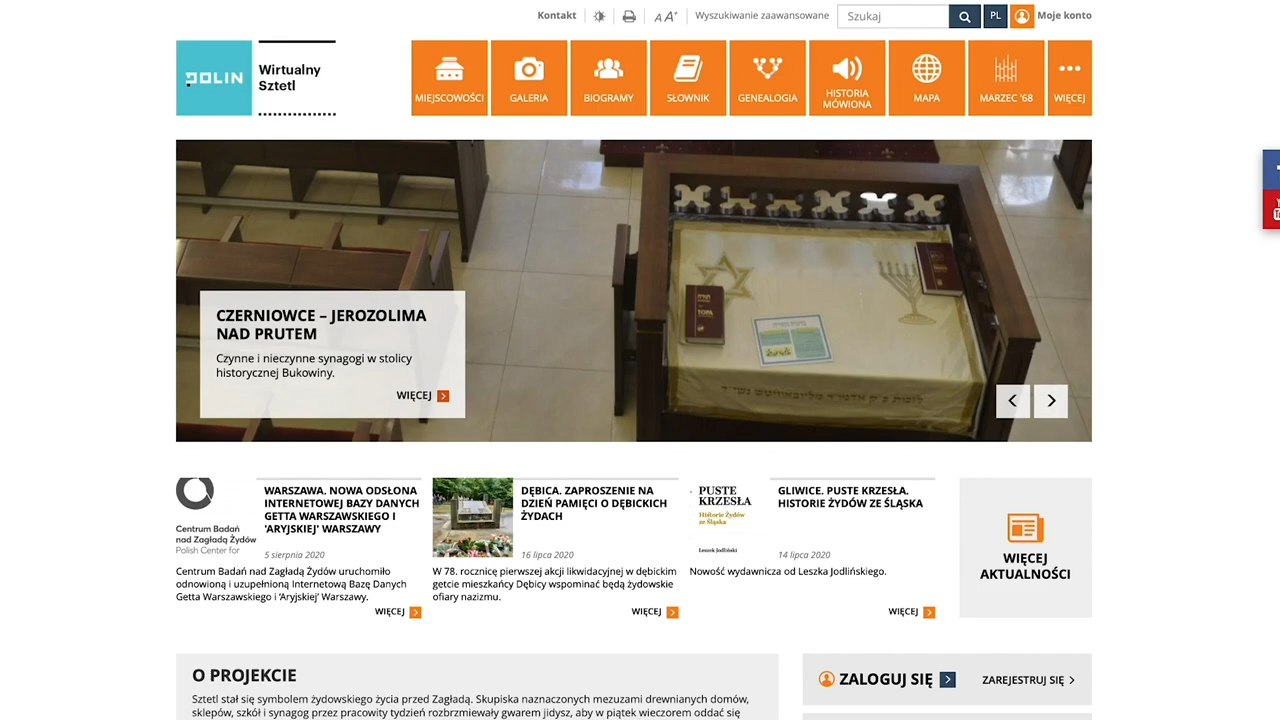 Kontakt
A A+
Wyszukiwanie zaawansowane
Szukaj
PL
Moje konto
POLIN
Wirtualny
Sztetl
MIEJSCOWOŚCI
GALERIA
BIOGRAMY
SŁOWNIK
GENEALOGIA
HISTORIA
MÓWIONA
MAPA
MARZEC '68
WIĘCEJ
CZERNIOWCE – JEROZOLIMA
NAD PRUTEM
Czynne i nieczynne synagogi w stolicy
historycznej Bukowiny.
WIĘCEJ
ТОРА
Centrum Badań
nad Zagładą Żydów
Polish Center for
WARSZAWA. NOWA ODSŁONA
INTERNETOWEJ BAZY DANYCH
GETTA WARSZAWSKIEGO I
'ARYJSKIEJ' WARSZAWY
5 sierpnia 2020
Centrum Badań nad Zagładą Żydów uruchomiło
odnowioną i uzupełnioną Internetową Bazę Danych
Getta Warszawskiego i 'Aryjskiej' Warszawy.
WIĘCEJ
DĘBICA. ZAPROSZENIE NA
DZIEŃ PAMIĘCI O DĘBICKICH
ŻYDACH
16 lipca 2020
W 78. rocznicę pierwszej akcji likwidacyjnej w dębickim
getcie mieszkańcy Dębicy wspominać będą żydowskie
ofiary nazizmu.
WIĘCEJ
PUSTE
KRZESŁA
Historie Żydów
ze Śląska
Leszek Jodliński
GLIWICE. PUSTE KRZESŁA.
HISTORIE ŻYDÓW ZE ŚLĄSKA
14 lipca 2020
Nowość wydawnicza od Leszka Jodlińskiego.
WIĘCEJ
WIĘCEJ
AKTUALNOŚCI
O PROJEKCIE
Sztetl stał się symbolem żydowskiego życia przed Zagładą. Skupiska naznaczonych mezuzami drewnianych domów,
sklepów, szkół i synagog przez pracowity tydzień rozbrzmiewały gwarem jidysz, aby w piątek wieczorem oddać się
ZALOGUJ SIĘ
ZAREJESTRUJ SIĘ